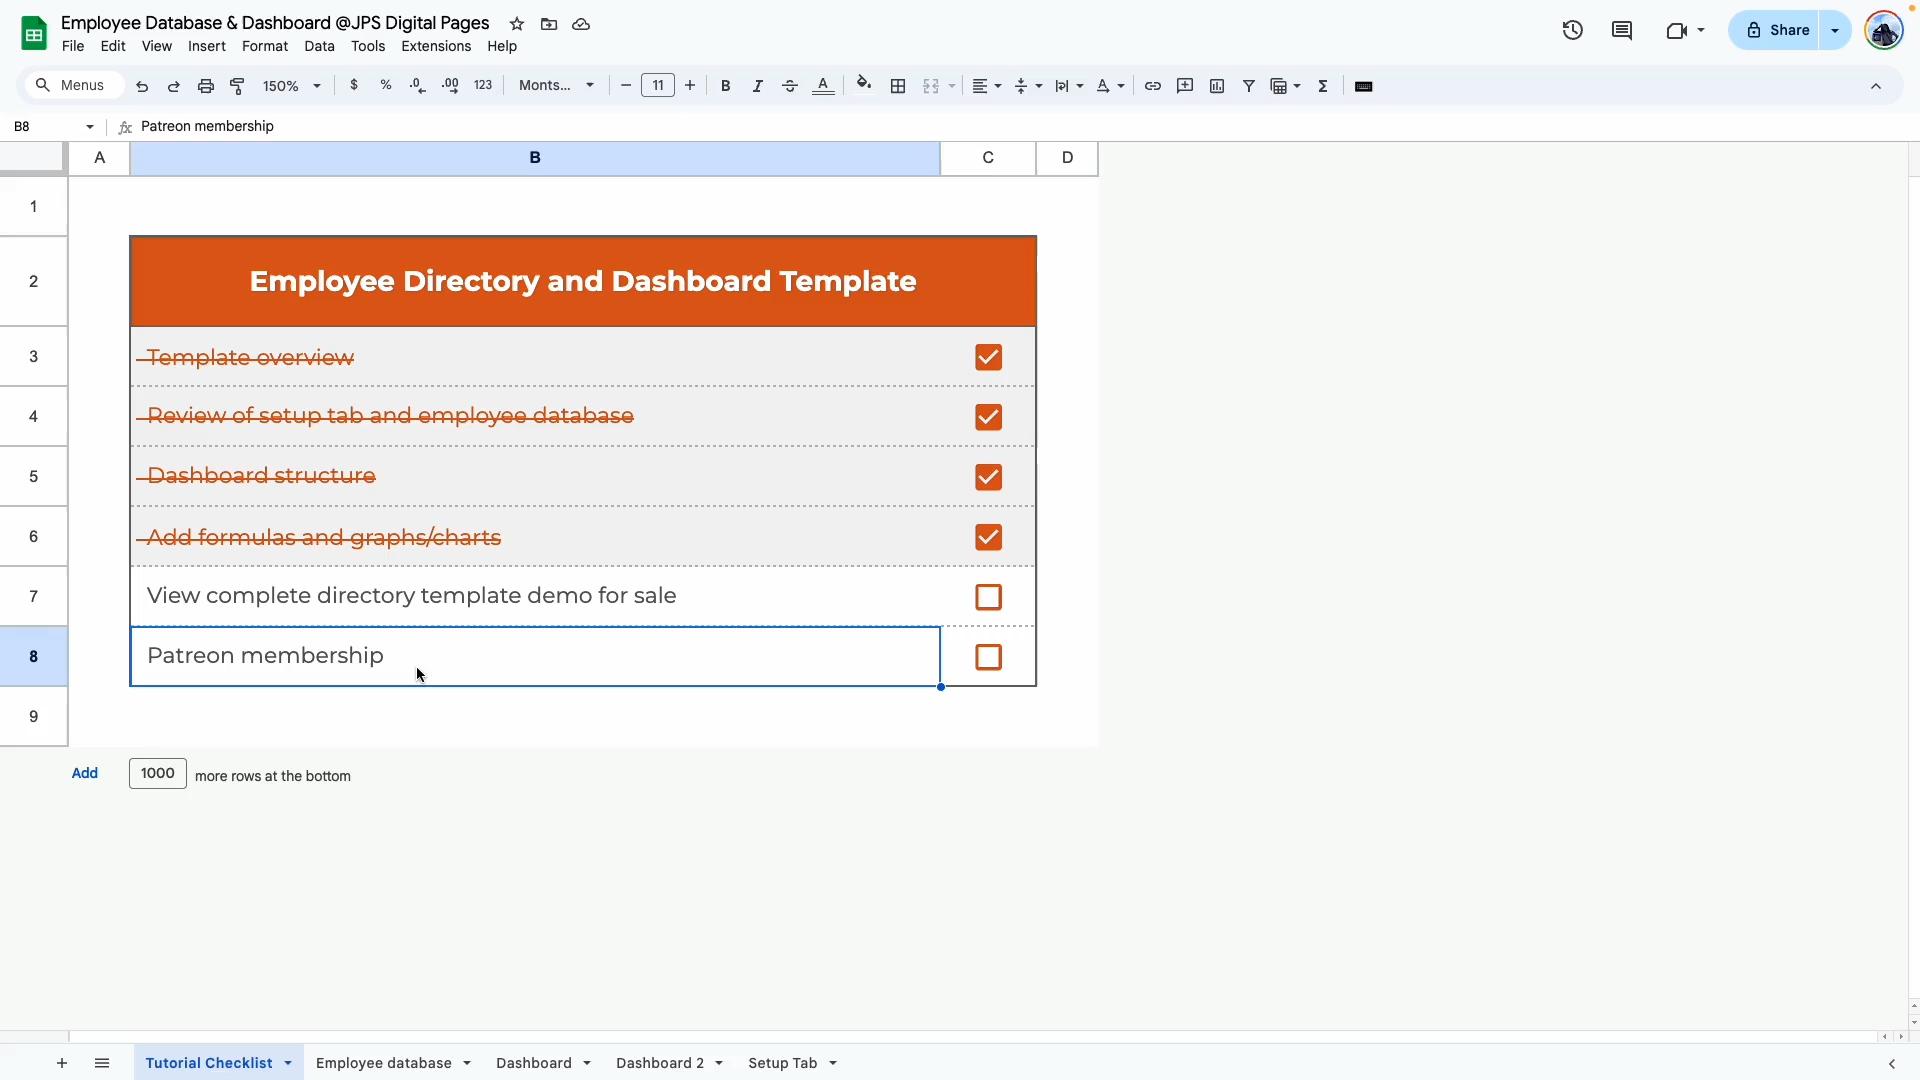 Employee Database & Dashboard @JPS Digital Pages
File Edit View Insert Format Data Tools Extensions Help
Share
Menus 150% $ % .0 .00 123 Monts... 11 B I A
B8 fx Patreon membership
A B C D
1
2 Employee Directory and Dashboard Template
3 Template overview
4 Review of setup tab and employee database
5 Dashboard structure
6 Add formulas and graphs/charts
7 View complete directory template demo for sale
8 Patreon membership
9
Add 1000 more rows at the bottom
Tutorial Checklist Employee database Dashboard Dashboard 2 Setup Tab